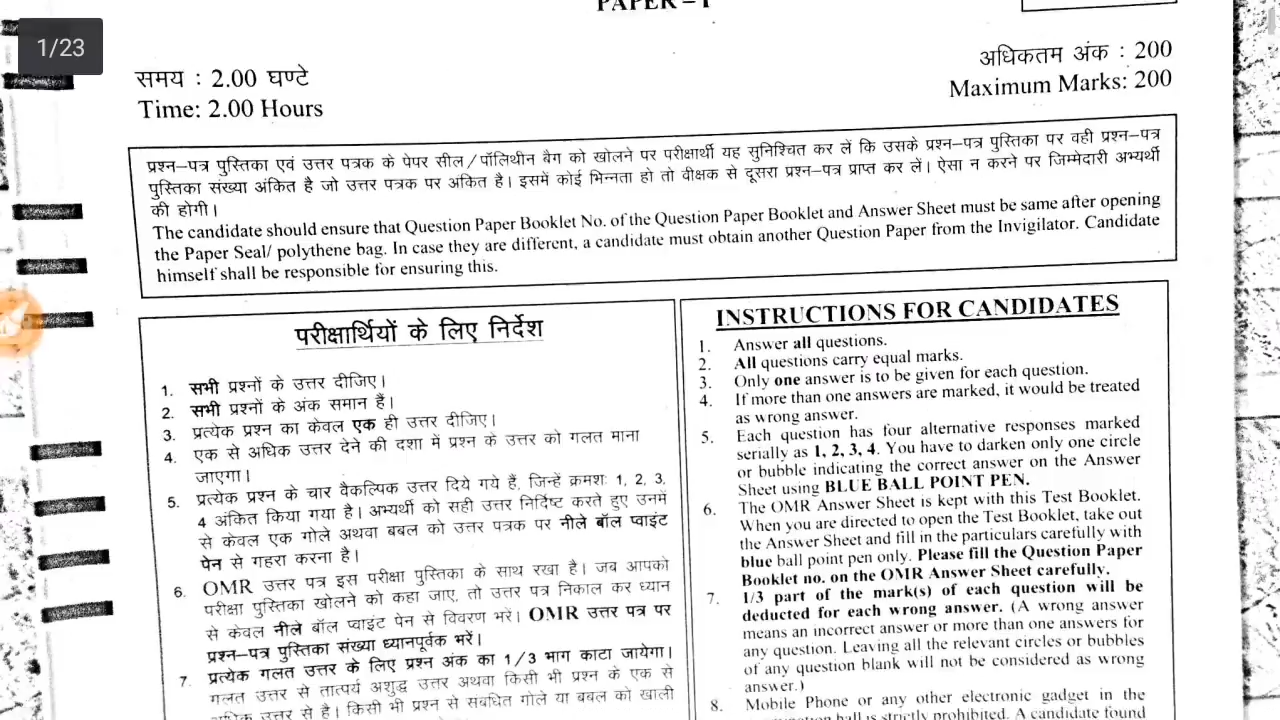 PAPER – I
1/23
समय : 2.00 घण्टे
अधिकतम अंक : 200
Time: 2.00 Hours
Maximum Marks: 200
प्रश्न–पत्र पुस्तिका एवं उत्तर पत्रक के पेपर सील/पॉलिथीन बैग को खोलने पर परीक्षार्थी यह सुनिश्चित कर लें कि उसके प्रश्न–पत्र पुस्तिका पर वही प्रश्न–पत्र
पुस्तिका संख्या अंकित है जो उत्तर पत्रक पर अंकित है। इसमें कोई भिन्नता हो तो वीक्षक से दूसरा प्रश्न–पत्र प्राप्त कर लें। ऐसा न करने पर जिम्मेदारी अभ्यर्थी
की होगी।
The candidate should ensure that Question Paper Booklet No. of the Question Paper Booklet and Answer Sheet must be same after opening
the Paper Seal/ polythene bag. In case they are different, a candidate must obtain another Question Paper from the Invigilator. Candidate
himself shall be responsible for ensuring this.
परीक्षार्थियों के लिए निर्देश
1. सभी प्रश्नों के उत्तर दीजिए।
2. सभी प्रश्नों के अंक समान हैं।
3. प्रत्येक प्रश्न का केवल एक ही उत्तर दीजिए।
4. एक से अधिक उत्तर देने की दशा में प्रश्न के उत्तर को गलत माना
जाएगा।
5. प्रत्येक प्रश्न के चार वैकल्पिक उत्तर दिये गये हैं, जिन्हें क्रमशः 1, 2, 3,
4 अंकित किया गया है। अभ्यर्थी को सही उत्तर निर्दिष्ट करते हुए उनमें
से केवल एक गोले अथवा बबल को उत्तर पत्रक पर नीले बॉल प्वाइंट
पेन से गहरा करना है।
6. OMR उत्तर पत्र इस परीक्षा पुस्तिका के साथ रखा है। जब आपको
परीक्षा पुस्तिका खोलने को कहा जाए, तो उत्तर पत्र निकाल कर ध्यान
से केवल नीले बॉल प्वाइंट पेन से विवरण भरें। OMR उत्तर पत्र पर
प्रश्न–पत्र पुस्तिका संख्या ध्यानपूर्वक भरें।
7. प्रत्येक गलत उत्तर के लिए प्रश्न अंक का 1/3 भाग काटा जायेगा।
गलत उत्तर से तात्पर्य अशुद्ध उत्तर अथवा किसी भी प्रश्न के एक से
अधिक उत्तर से है। किसी भी प्रश्न से संबंधित गोले या बबल को खाली
INSTRUCTIONS FOR CANDIDATES
1. Answer all questions.
2. All questions carry equal marks.
3. Only one answer is to be given for each question.
4. If more than one answers are marked, it would be treated
as wrong answer.
5. Each question has four alternative responses marked
serially as 1, 2, 3, 4. You have to darken only one circle
or bubble indicating the correct answer on the Answer
Sheet using BLUE BALL POINT PEN.
6. The OMR Answer Sheet is kept with this Test Booklet.
When you are directed to open the Test Booklet, take out
the Answer Sheet and fill in the particulars carefully with
blue ball point pen only. Please fill the Question Paper
Booklet no. on the OMR Answer Sheet carefully.
7. 1/3 part of the mark(s) of each question will be
deducted for each wrong answer. (A wrong answer
means an incorrect answer or more than one answers for
any question. Leaving all the relevant circles or bubbles
of any question blank will not be considered as wrong
answer.)
8. Mobile Phone or any other electronic gadget in the
hall is strictly prohibited. A candidate found